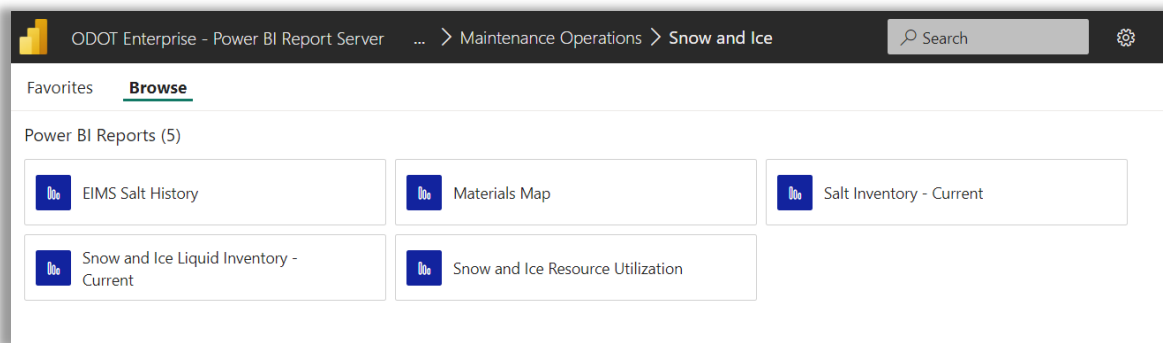 ODOT Enterprise - Power BI Report Server ... > Maintenance Operations > Snow and Ice Search
Favorites Browse
Power BI Reports (5)
EIMS Salt History Materials Map Salt Inventory - Current
Snow and Ice Liquid Inventory -
Current
Snow and Ice Resource Utilization